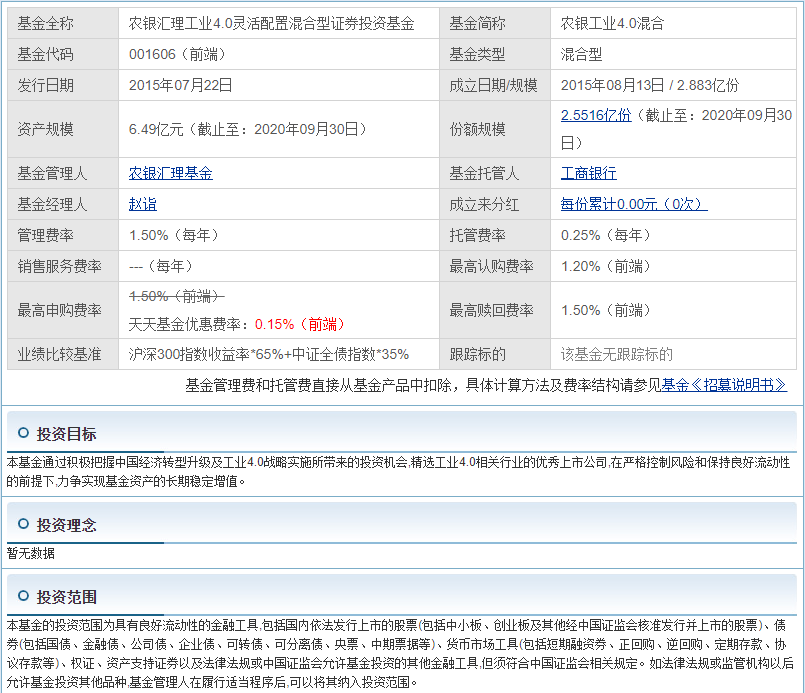 基金全称 农银汇理工业4.0灵活配置混合型证券投资基金 基金简称 农银工业4.0混合
基金代码 001606（前端） 基金类型 混合型
发行日期 2015年07月22日 成立日期/规模 2015年08月13日 / 2.883亿份
资产规模 6.49亿元（截止至：2020年09月30日） 份额规模 2.5516亿份（截止至：2020年09月30
日）
基金管理人 农银汇理基金 基金托管人 工商银行
基金经理人 赵诣 成立来分红 每份累计0.00元（0次）
管理费率 1.50%（每年） 托管费率 0.25%（每年）
销售服务费率 ---（每年） 最高认购费率 1.20%（前端）
最高申购费率 1.50%（前端）
天天基金优惠费率：0.15%（前端） 最高赎回费率 1.50%（前端）
业绩比较基准 沪深300指数收益率*65%+中证全债指数*35% 跟踪标的 该基金无跟踪标的
基金管理费和托管费直接从基金产品中扣除，具体计算方法及费率结构请参见基金《招募说明书》
投资目标
本基金通过积极把握中国经济转型升级及工业4.0战略实施所带来的投资机会,精选工业4.0相关行业的优秀上市公司,在严格控制风险和保持良好流动性
的前提下,力争实现基金资产的长期稳定增值。
投资理念
暂无数据
投资范围
本基金的投资范围为具有良好流动性的金融工具,包括国内依法发行上市的股票(包括中小板、创业板及其他经中国证监会核准发行并上市的股票)、债
券(包括国债、金融债、公司债、企业债、可转债、可分离债、央票、中期票据等)、货币市场工具(包括短期融资券、正回购、逆回购、定期存款、协
议存款等)、权证、资产支持证券以及法律法规或中国证监会允许基金投资的其他金融工具,但须符合中国证监会相关规定。如法律法规或监管机构以后
允许基金投资其他品种,基金管理人在履行适当程序后,可以将其纳入投资范围。